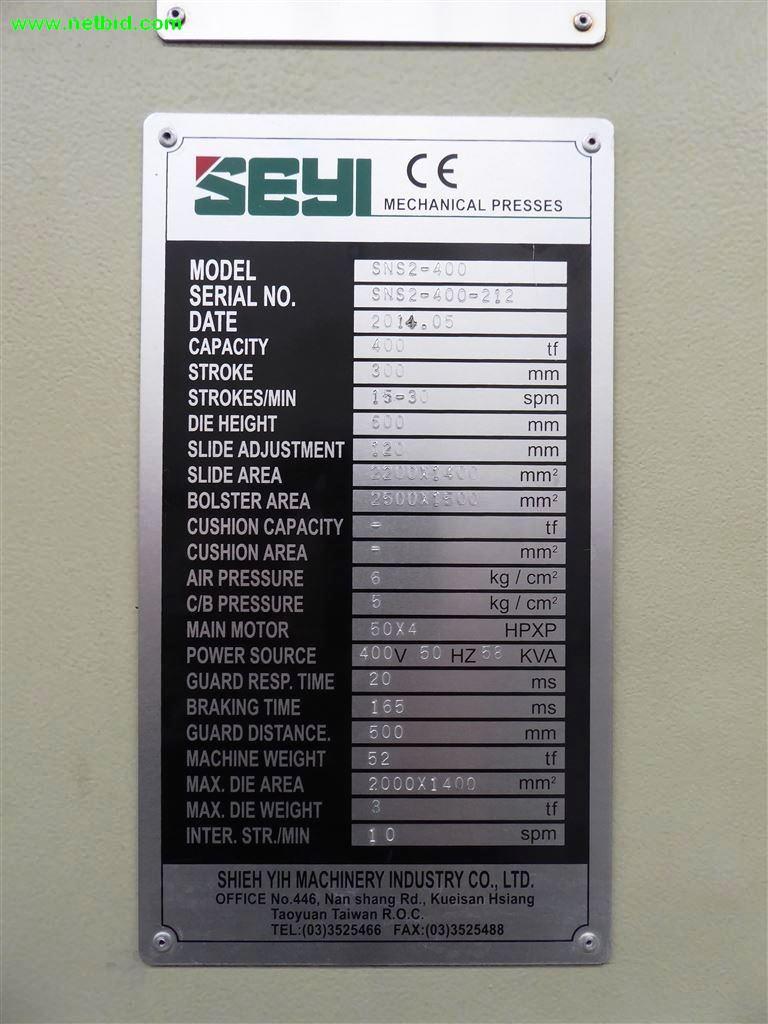 www.netbid.com
SEYI CE
MECHANICAL PRESSES
MODEL SNS2-400
SERIAL NO. SNS2-400-212
DATE 2014.05
CAPACITY 400 tf
STROKE 300 mm
STROKES/MIN 15-30 spm
DIE HEIGHT 600 mm
SLIDE ADJUSTMENT 120 mm
SLIDE AREA 2200X1400 mm²
BOLSTER AREA 2500X1500 mm²
CUSHION CAPACITY - tf
CUSHION AREA - mm²
AIR PRESSURE 6 kg / cm²
C/B PRESSURE 5 kg / cm²
MAIN MOTOR 50X4 HPXP
POWER SOURCE 400V 50 HZ 58 KVA
GUARD RESP. TIME 20 ms
BRAKING TIME 165 ms
GUARD DISTANCE. 500 mm
MACHINE WEIGHT 52 tf
MAX. DIE AREA 2000X1400 mm²
MAX. DIE WEIGHT 3 tf
INTER. STR./MIN 10 spm
SHIEH YIH MACHINERY INDUSTRY CO., LTD.
OFFICE No.446, Nan shang Rd., Kueisan Hsiang
Taoyuan Taiwan R.O.C.
TEL:(03)3525466 FAX:(03)3525488